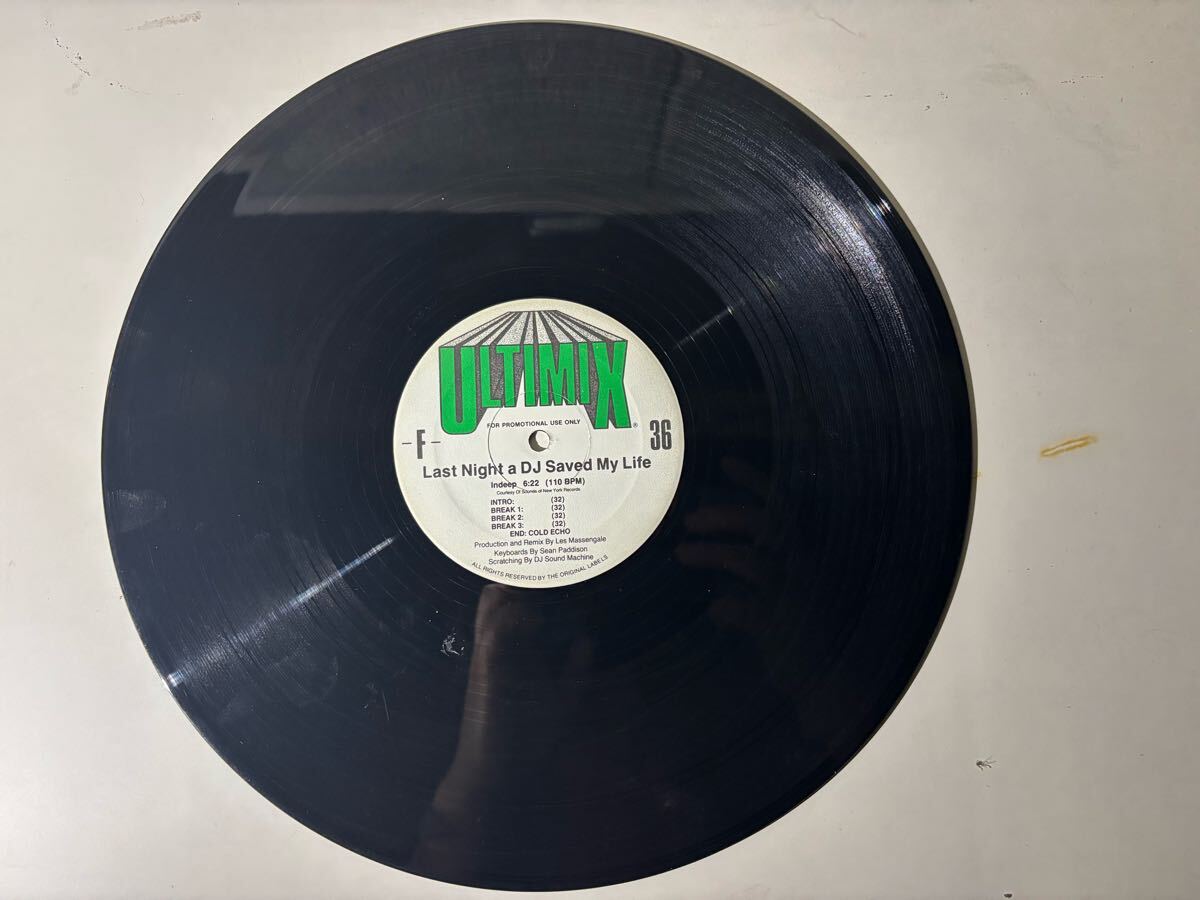 ULTIMIX ®
FOR PROMOTIONAL USE ONLY
-F- 36
Last Night a DJ Saved My Life
Indeep 6:22 (110 BPM)
Courtesy Of Sounds of New York Records
INTRO: (32)
BREAK 1: (32)
BREAK 2: (32)
BREAK 3: (32)
END: COLD ECHO
Production and Remix By Les Massengale
Keyboards By Sean Paddison
Scratching By DJ Sound Machine
ALL RIGHTS RESERVED BY THE ORIGINAL LABELS